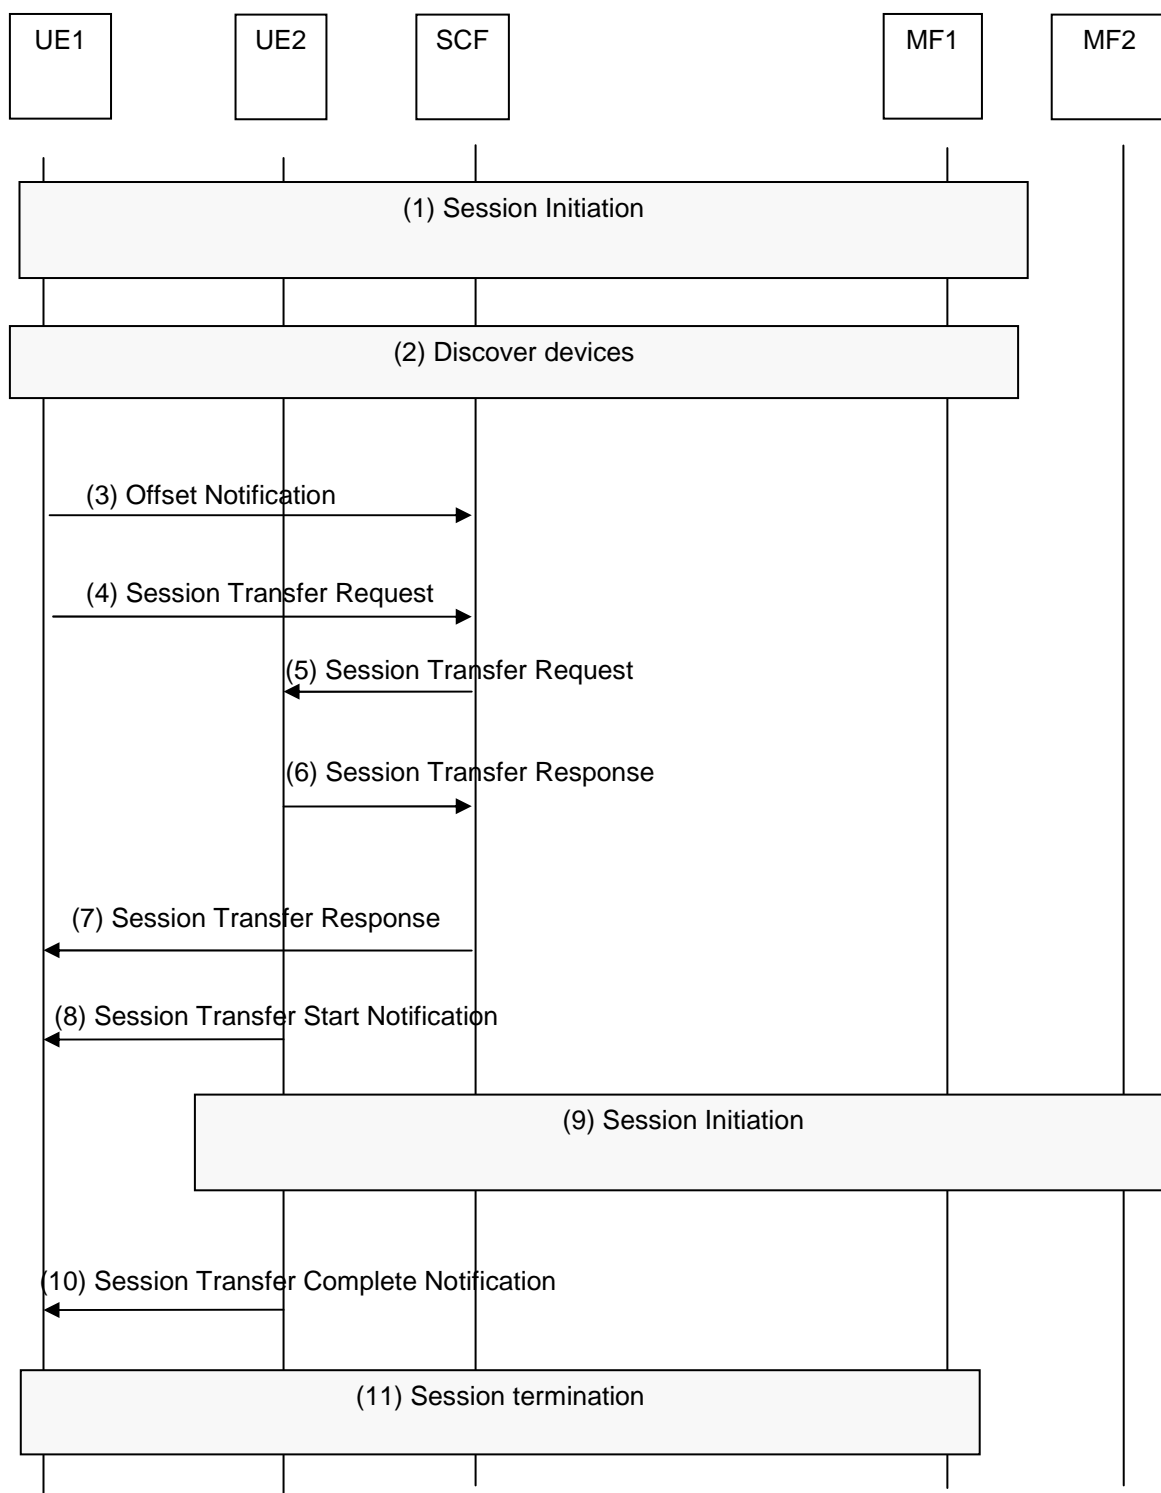 UE1
UE2
SCF
MF1
MF2
(1) Session Initiation
(2) Discover devices
(3) Offset Notification
(4) Session Transfer Request
(5) Session Transfer Request
(6) Session Transfer Response
(7) Session Transfer Response
(8) Session Transfer Start Notification
(9) Session Initiation
(10) Session Transfer Complete Notification
(11) Session termination